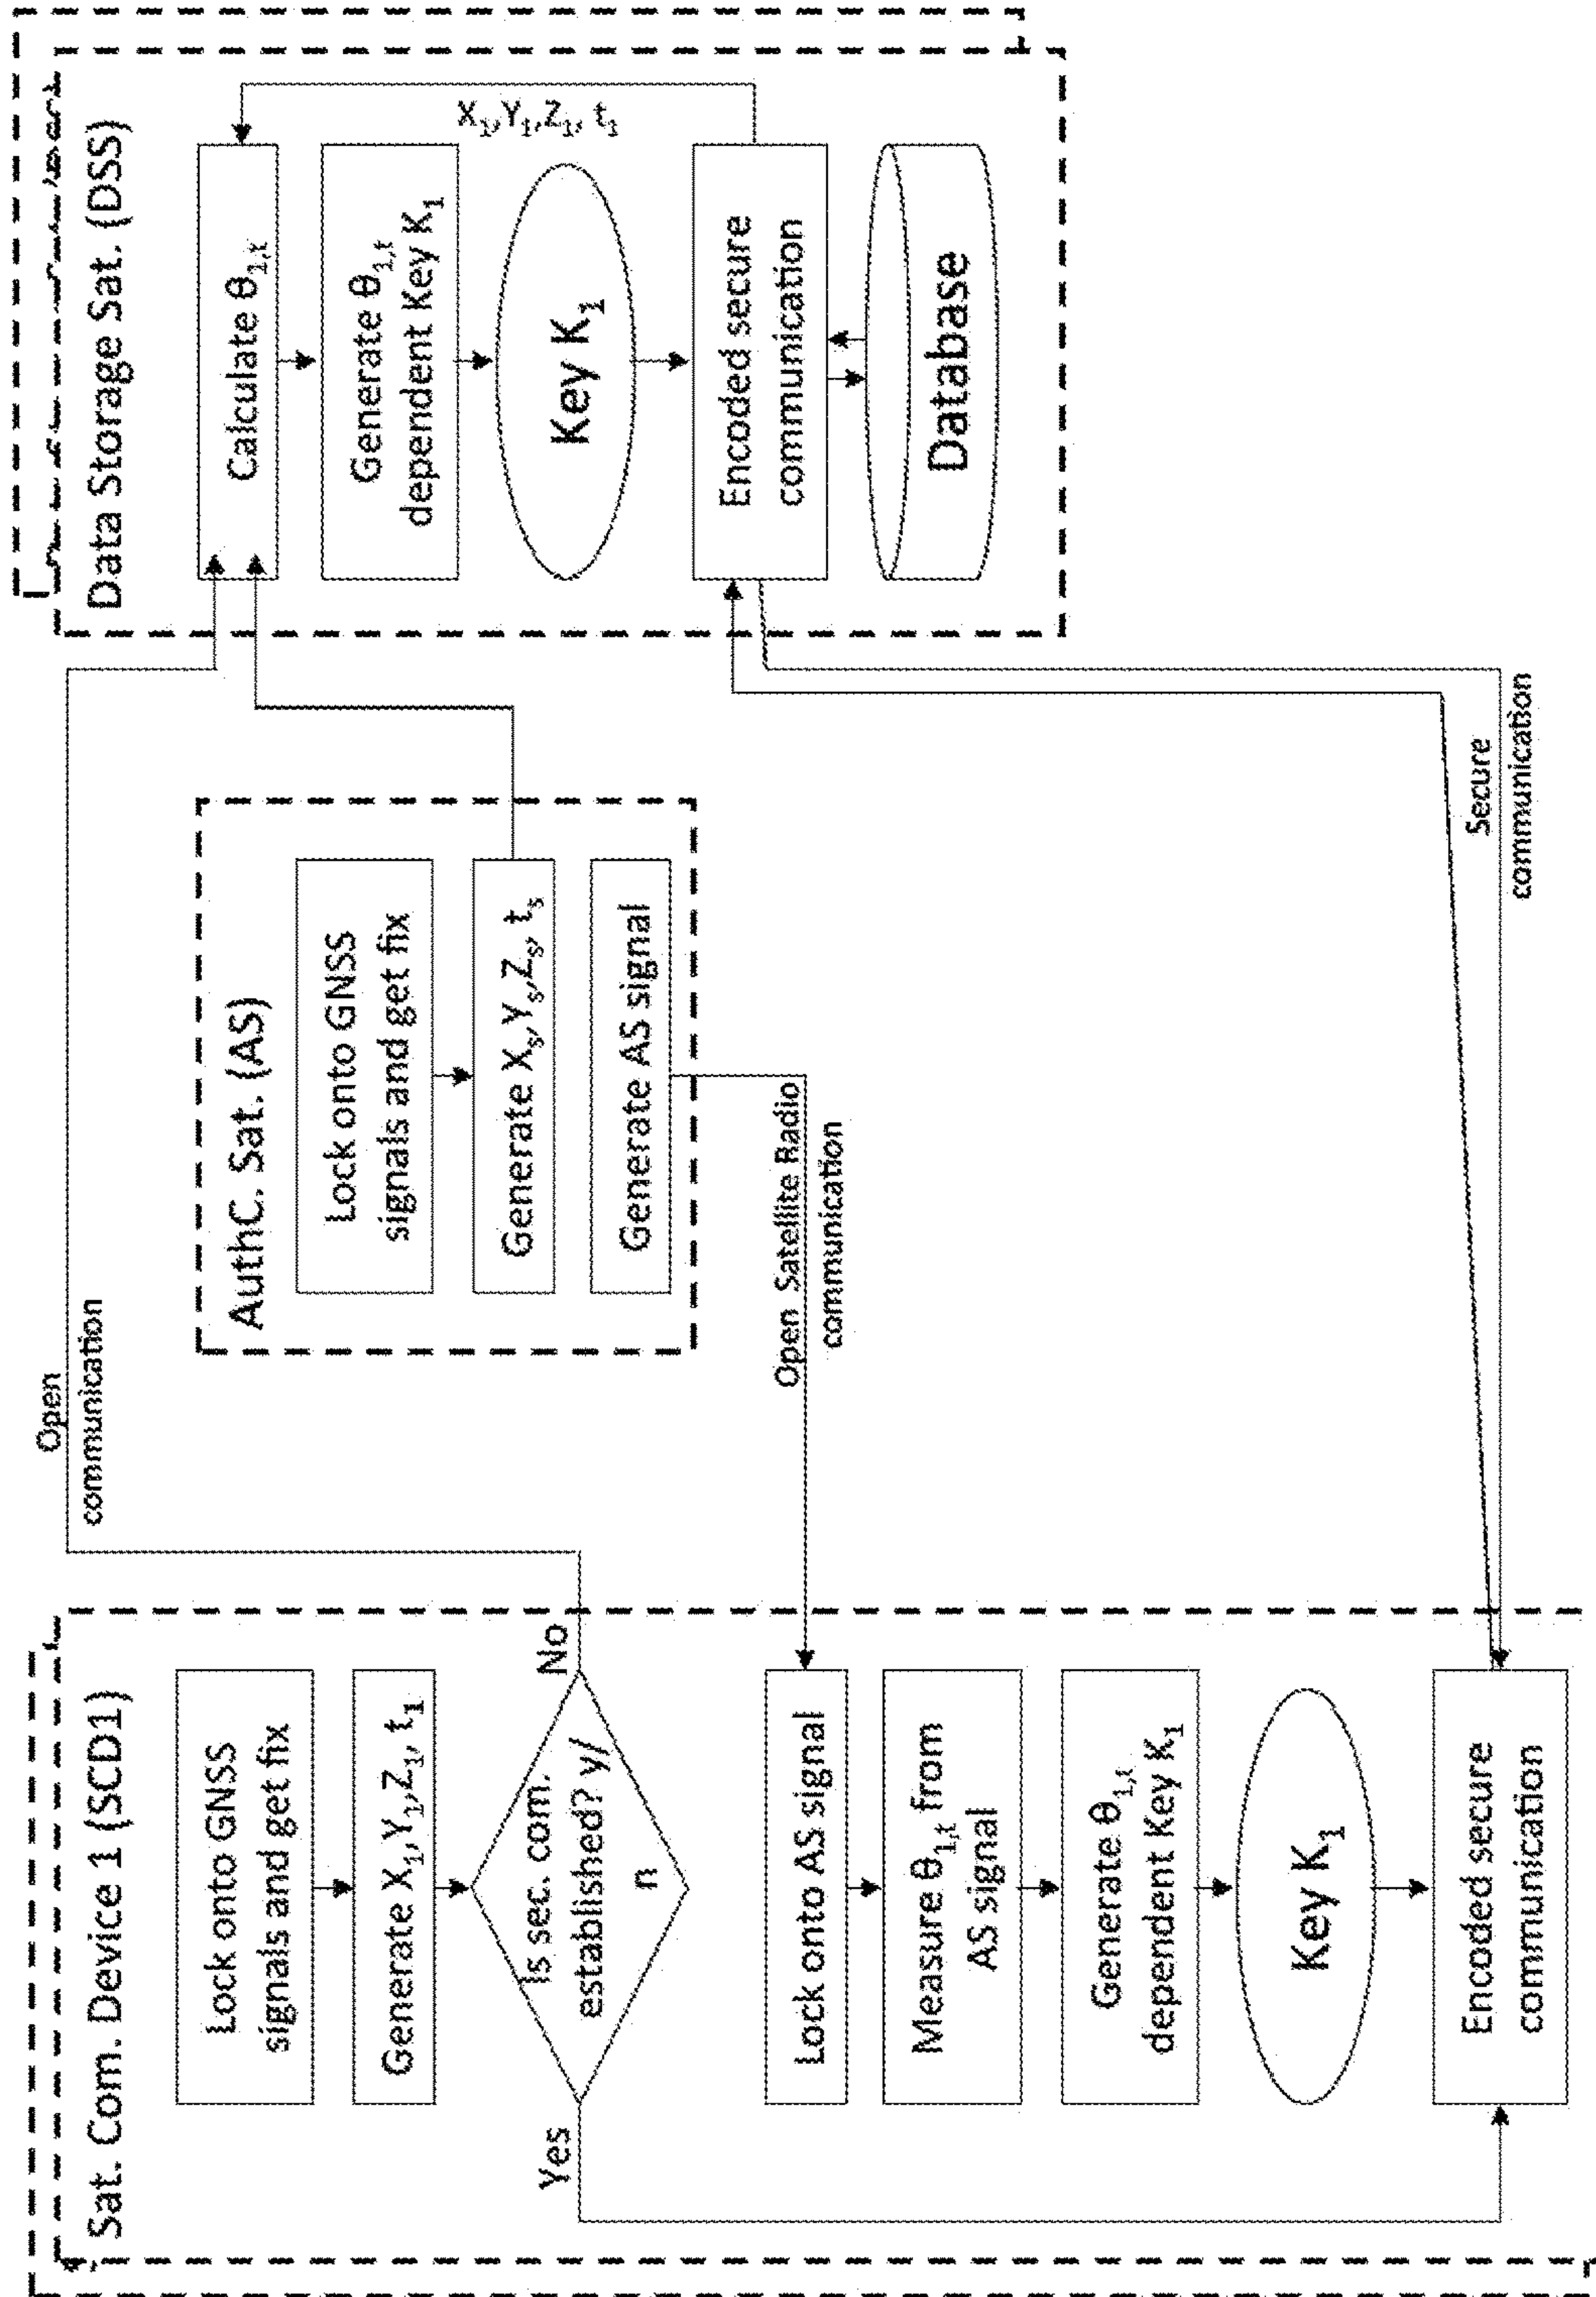 Sat. Com. Device 1 (SCD1)
Lock onto GNSS
signals and get fix
Generate X₁,Y₁,Z₁, t₁
Is sec. com.
established? y/
n
Yes
No
Lock onto AS signal
Measure θ₁,ₜ from
AS signal
Generate θ₁,ₜ
dependent Key K₁
Key K₁
Encoded secure
communication
Open
communication
AuthC. Sat. (AS)
Lock onto GNSS
signals and get fix
Generate Xₛ,Yₛ,Zₛ, tₛ
Generate AS signal
Open Satellite Radio
communication
Secure
communication
Data Storage Sat. (DSS)
Calculate θ₁,ₜ
Generate θ₁,ₜ
dependent Key K₁
Key K₁
X₁,Y₁,Z₁, t₁
Encoded secure
communication
Database